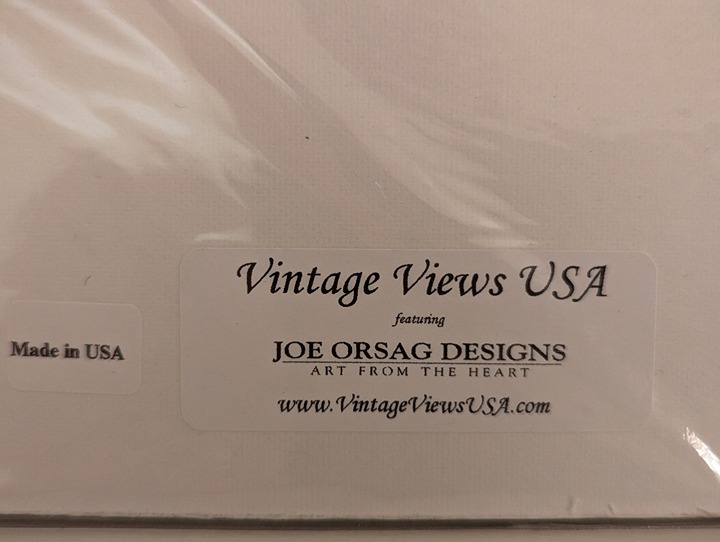 Vintage Views USA
featuring
JOE ORSAG DESIGNS
ART FROM THE HEART
www.VintageViewsUSA.com
Made in USA